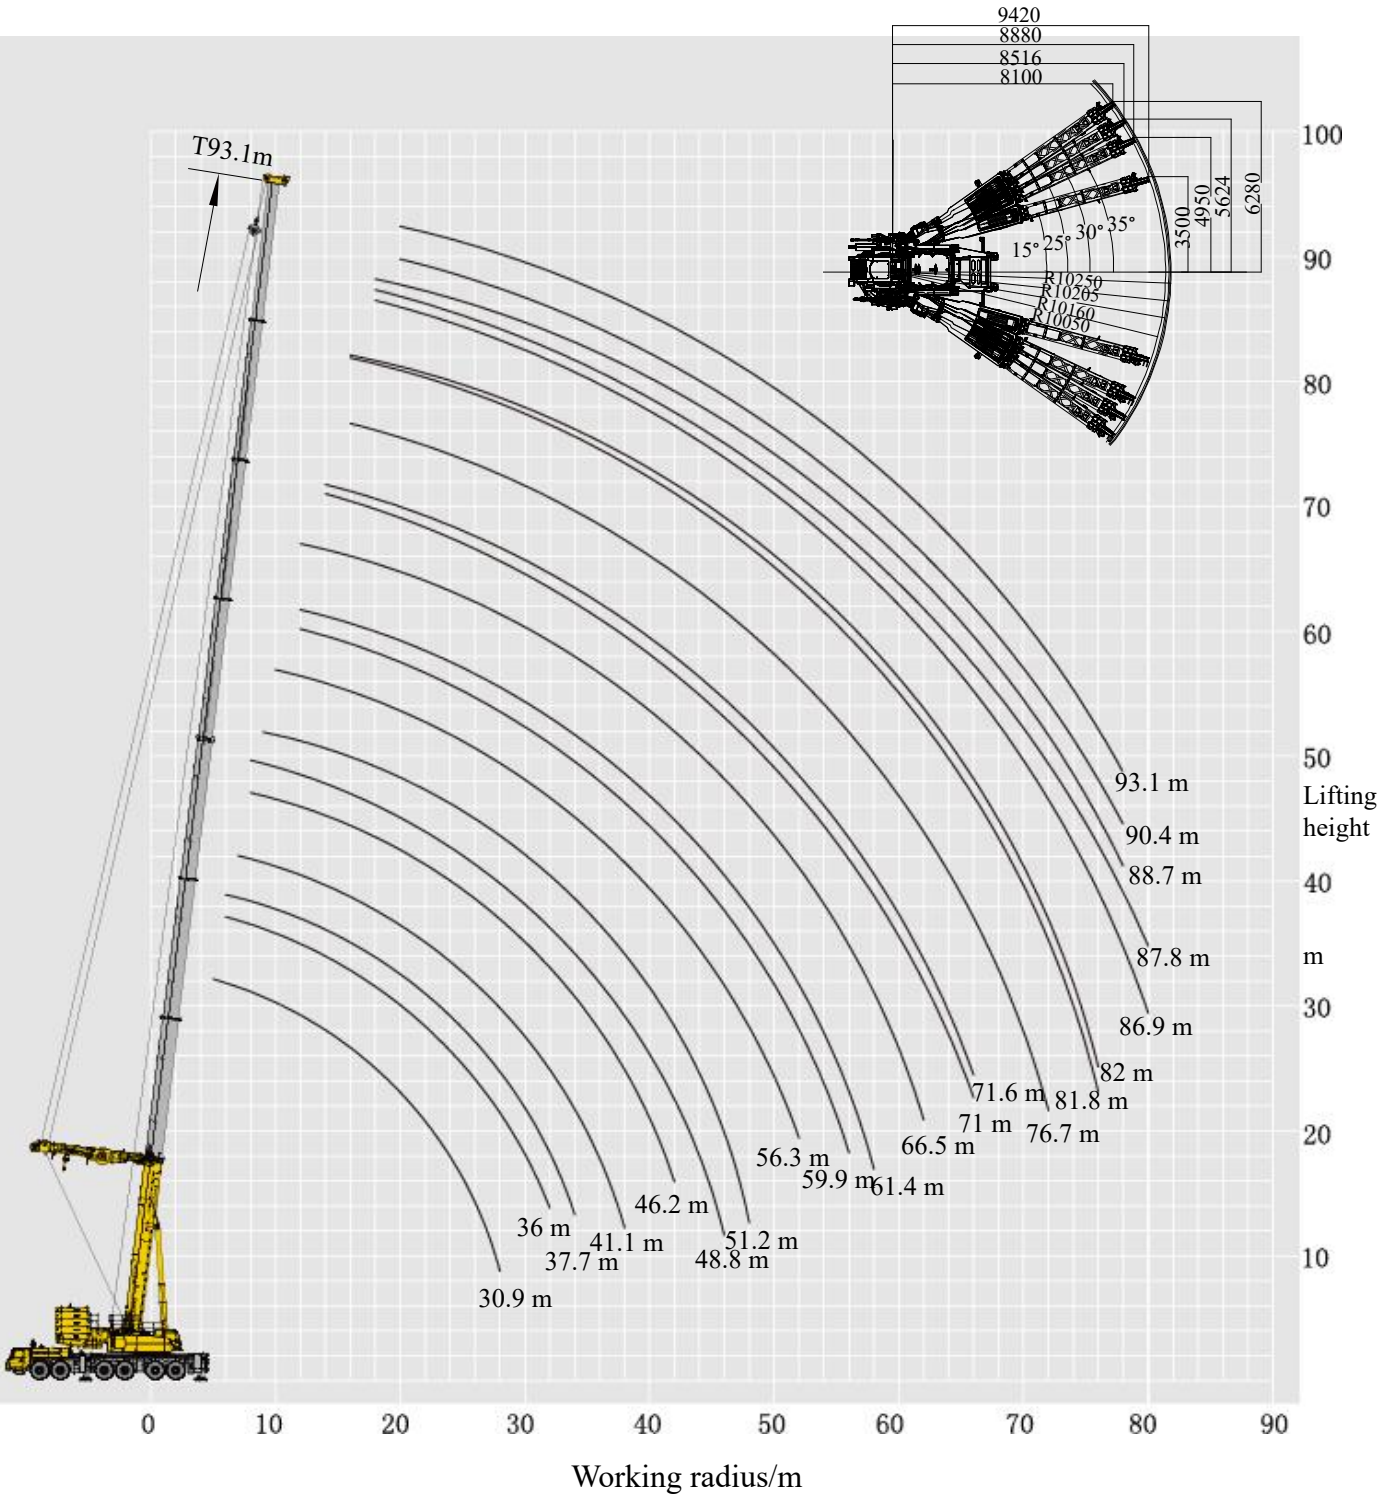 9420
8880
8516
8100
T93.1m
100
6280
5624
4950
3500
15° 25° 30° 35°
R10250
R10205
R10160
R10050
90
80
70
60
50
93.1 m
Lifting
height
90.4 m
88.7 m
40
87.8 m
m
30
86.9 m
82 m
71.6 m
81.8 m
71 m
76.7 m
20
66.5 m
56.3 m
59.9 m
61.4 m
46.2 m
36 m
41.1 m
51.2 m
37.7 m
48.8 m
10
30.9 m
0 10 20 30 40 50 60 70 80 90
Working radius/m